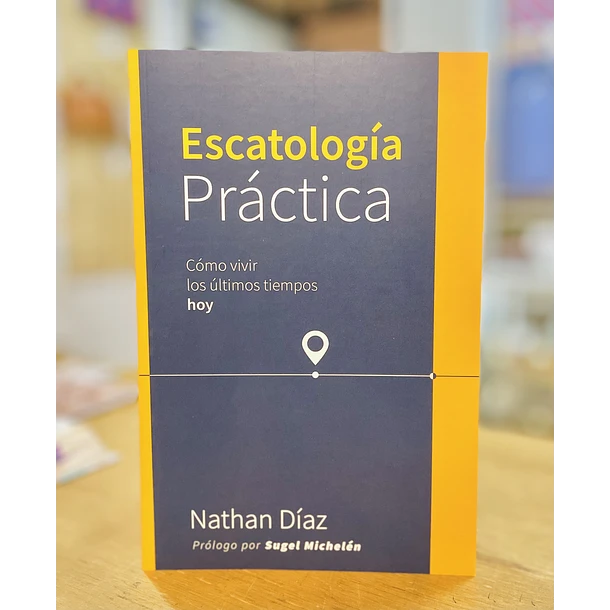 Escatología
Práctica
Cómo vivir
los últimos tiempos
hoy
Nathan Díaz
Prólogo por Sugel Michelén